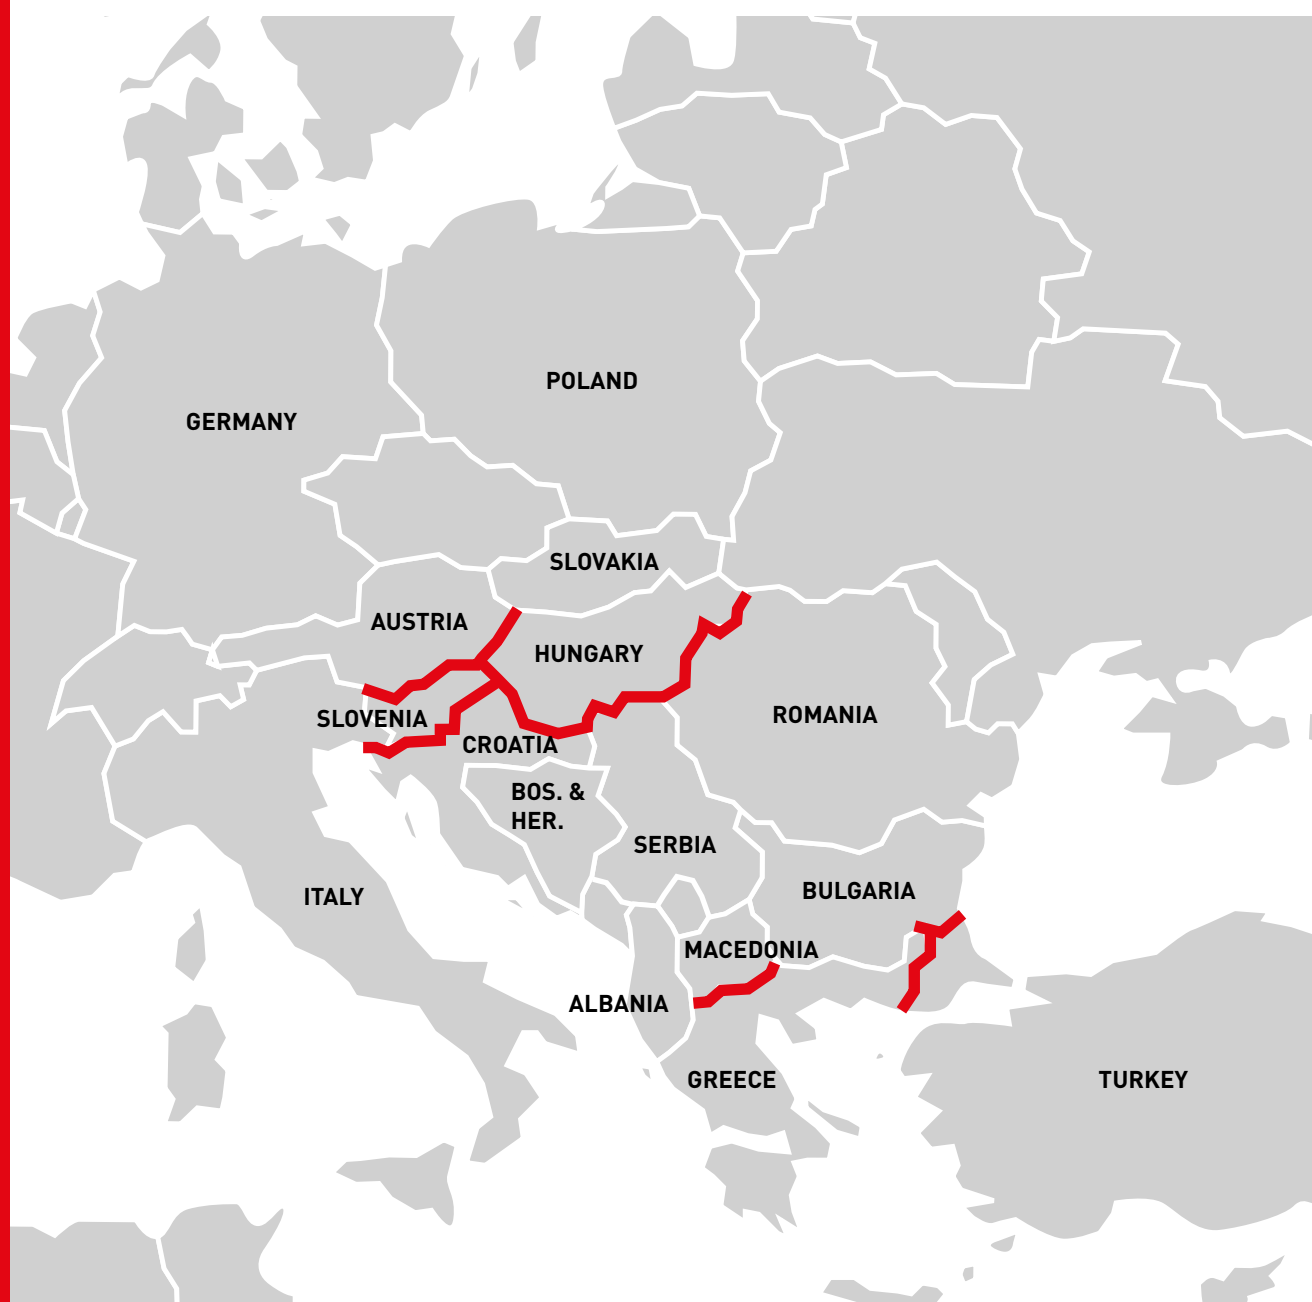 POLAND
GERMANY
SLOVAKIA
AUSTRIA
HUNGARY
SLOVENIA
ROMANIA
CROATIA
BOS. &
HER.
SERBIA
ITALY
BULGARIA
MACEDONIA
ALBANIA
GREECE
TURKEY